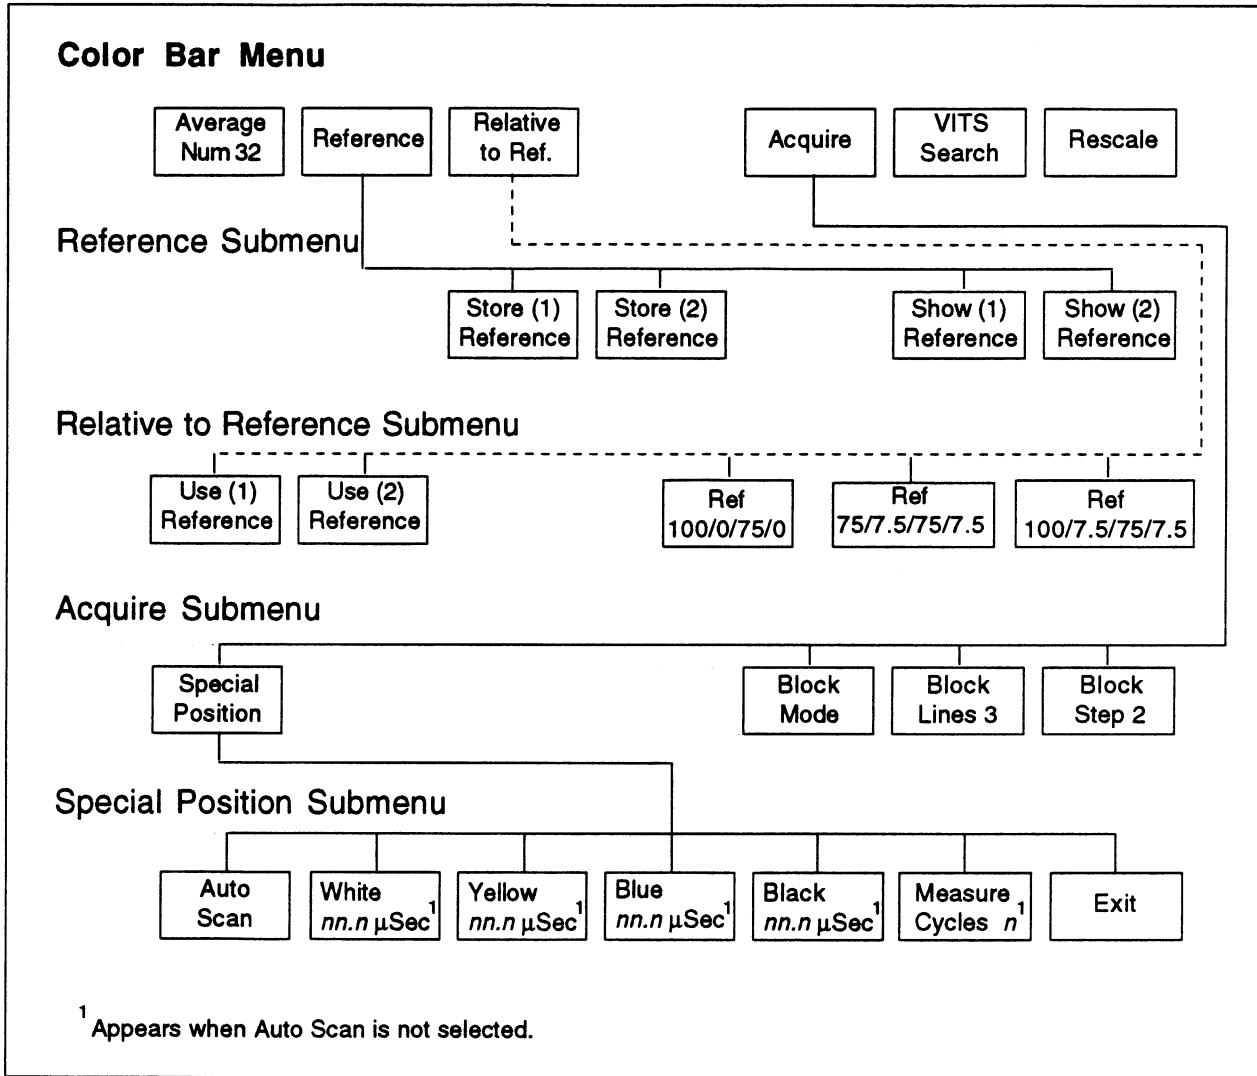 Color Bar Menu
Average
Num 32
Reference
Relative
to Ref.
Acquire
VITS
Search
Rescale
Reference Submenu
Store (1)
Reference
Store (2)
Reference
Show (1)
Reference
Show (2)
Reference
Relative to Reference Submenu
Use (1)
Reference
Use (2)
Reference
Ref
100/0/75/0
Ref
75/7.5/75/7.5
Ref
100/7.5/75/7.5
Acquire Submenu
Special
Position
Block
Mode
Block
Lines 3
Block
Step 2
Special Position Submenu
Auto
Scan
White
nn.n µSec¹
Yellow
nn.n µSec¹
Blue
nn.n µSec¹
Black
nn.n µSec¹
Measure
Cycles n¹
Exit
¹ Appears when Auto Scan is not selected.